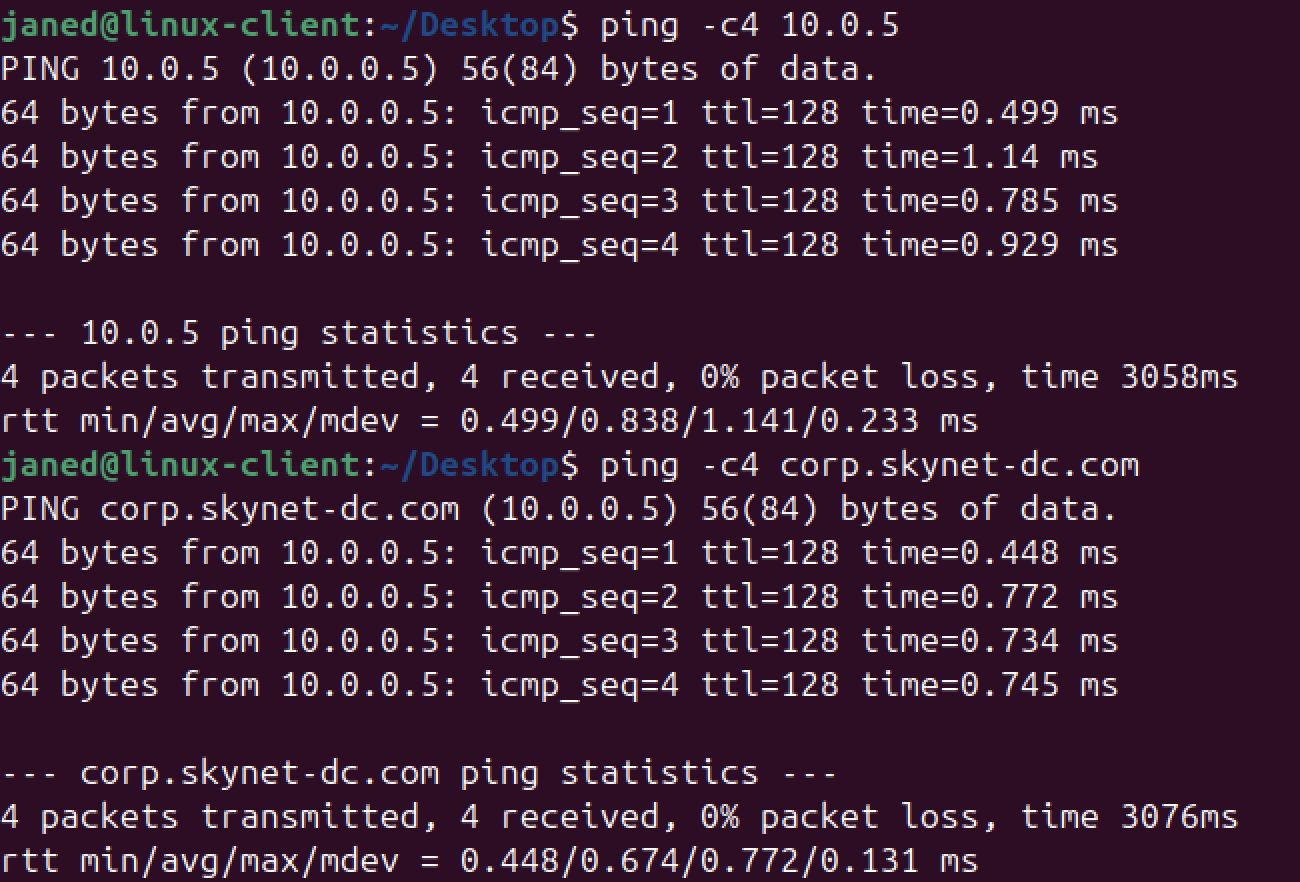 janed@linux-client:~/Desktop$ ping -c4 10.0.5
PING 10.0.5 (10.0.0.5) 56(84) bytes of data.
64 bytes from 10.0.0.5: icmp_seq=1 ttl=128 time=0.499 ms
64 bytes from 10.0.0.5: icmp_seq=2 ttl=128 time=1.14 ms
64 bytes from 10.0.0.5: icmp_seq=3 ttl=128 time=0.785 ms
64 bytes from 10.0.0.5: icmp_seq=4 ttl=128 time=0.929 ms

--- 10.0.5 ping statistics ---
4 packets transmitted, 4 received, 0% packet loss, time 3058ms
rtt min/avg/max/mdev = 0.499/0.838/1.141/0.233 ms
janed@linux-client:~/Desktop$ ping -c4 corp.skynet-dc.com
PING corp.skynet-dc.com (10.0.0.5) 56(84) bytes of data.
64 bytes from 10.0.0.5: icmp_seq=1 ttl=128 time=0.448 ms
64 bytes from 10.0.0.5: icmp_seq=2 ttl=128 time=0.772 ms
64 bytes from 10.0.0.5: icmp_seq=3 ttl=128 time=0.734 ms
64 bytes from 10.0.0.5: icmp_seq=4 ttl=128 time=0.745 ms

--- corp.skynet-dc.com ping statistics ---
4 packets transmitted, 4 received, 0% packet loss, time 3076ms
rtt min/avg/max/mdev = 0.448/0.674/0.772/0.131 ms